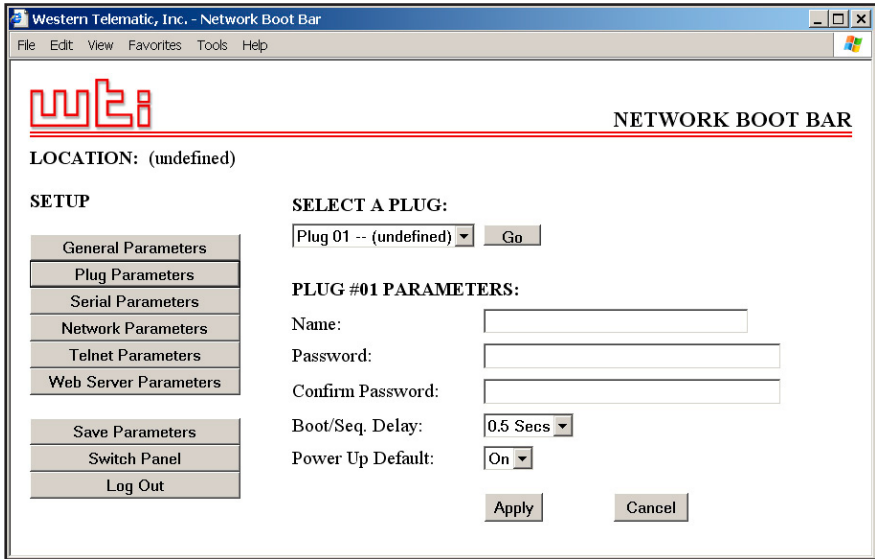 Western Telematic, Inc. - Network Boot Bar
File Edit View Favorites Tools Help
wti
NETWORK BOOT BAR
LOCATION: (undefined)
SETUP
General Parameters
Plug Parameters
Serial Parameters
Network Parameters
Telnet Parameters
Web Server Parameters
Save Parameters
Switch Panel
Log Out
SELECT A PLUG:
Plug 01 -- (undefined) Go
PLUG #01 PARAMETERS:
Name:
Password:
Confirm Password:
Boot/Seq. Delay: 0.5 Secs
Power Up Default: On
Apply Cancel